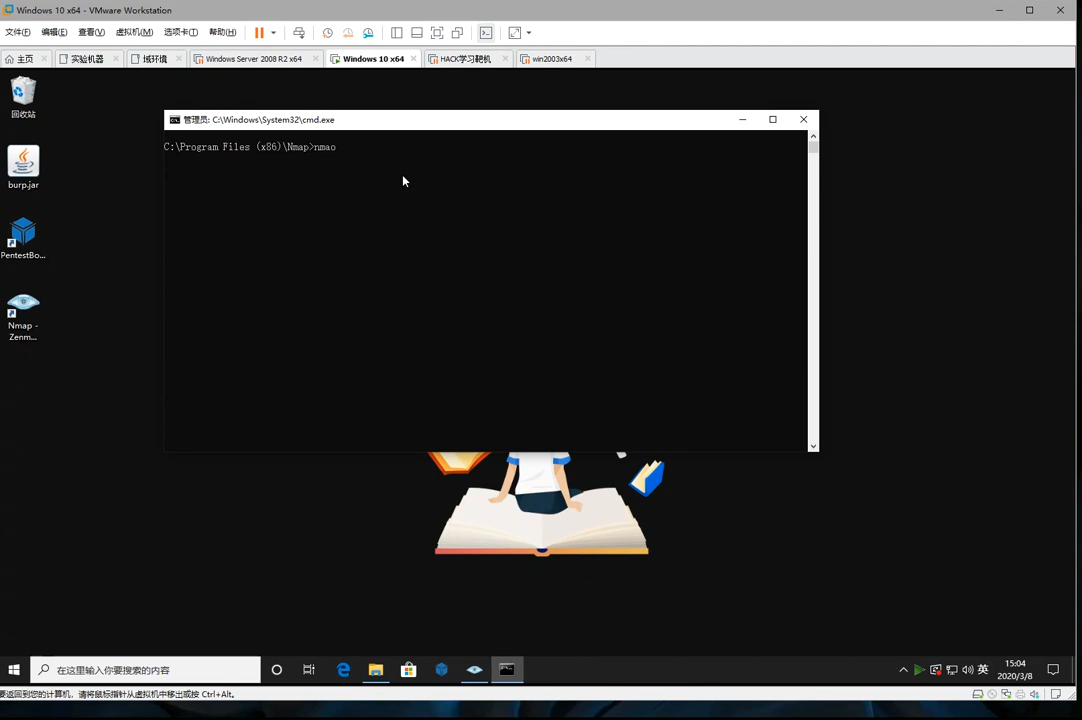 Windows 10 x64 - VMware Workstation
文件(F) 编辑(E) 查看(V) 虚拟机(M) 选项卡(T) 帮助(H)
主页 实验机器 域环境 Windows Server 2008 R2 x64 Windows 10 x64 HACK学习靶机 win2003x64
回收站
管理员: C:\Windows\System32\cmd.exe
C:\Program Files (x86)\Nmap>nmao
burp.jar
PentestBo...
Nmap -
Zenm...
在这里输入你要搜索的内容
英
15:04
2020/3/8
要返回到您的计算机，请将鼠标指针从虚拟机中移出或按 Ctrl+Alt。